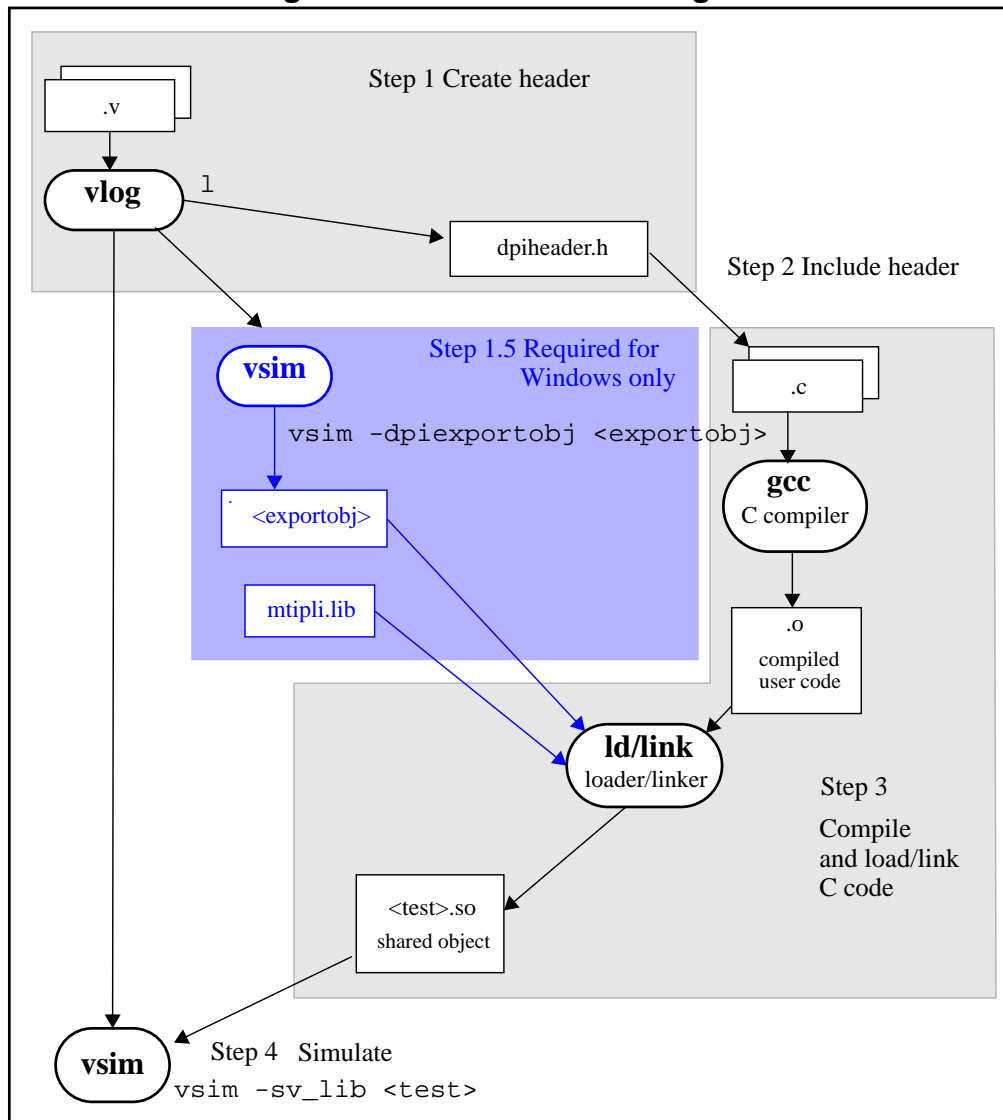 Step 1 Create header
.v
vlog
l
dpiheader.h
Step 2 Include header
Step 1.5 Required for
Windows only
vsim
.c
vsim -dpiexportobj <exportobj>
gcc
C compiler
<exportobj>
mtipli.lib
.o
compiled
user code
ld/link
loader/linker
Step 3
Compile
and load/link
C code
<test>.so
shared object
vsim
Step 4 Simulate
vsim -sv_lib <test>